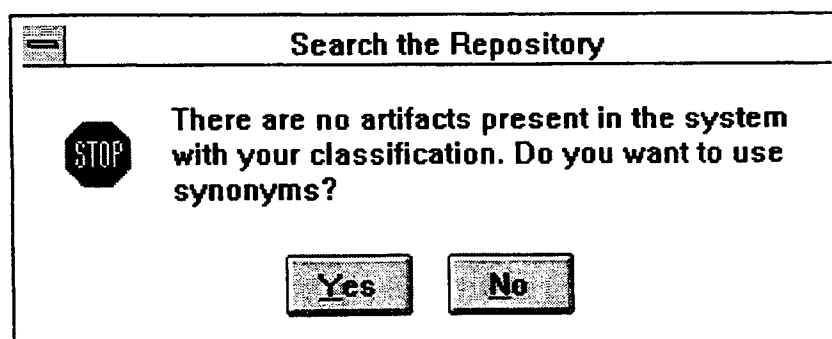 Search the Repository
STOP
There are no artifacts present in the system
with your classification. Do you want to use
synonyms?
Yes No